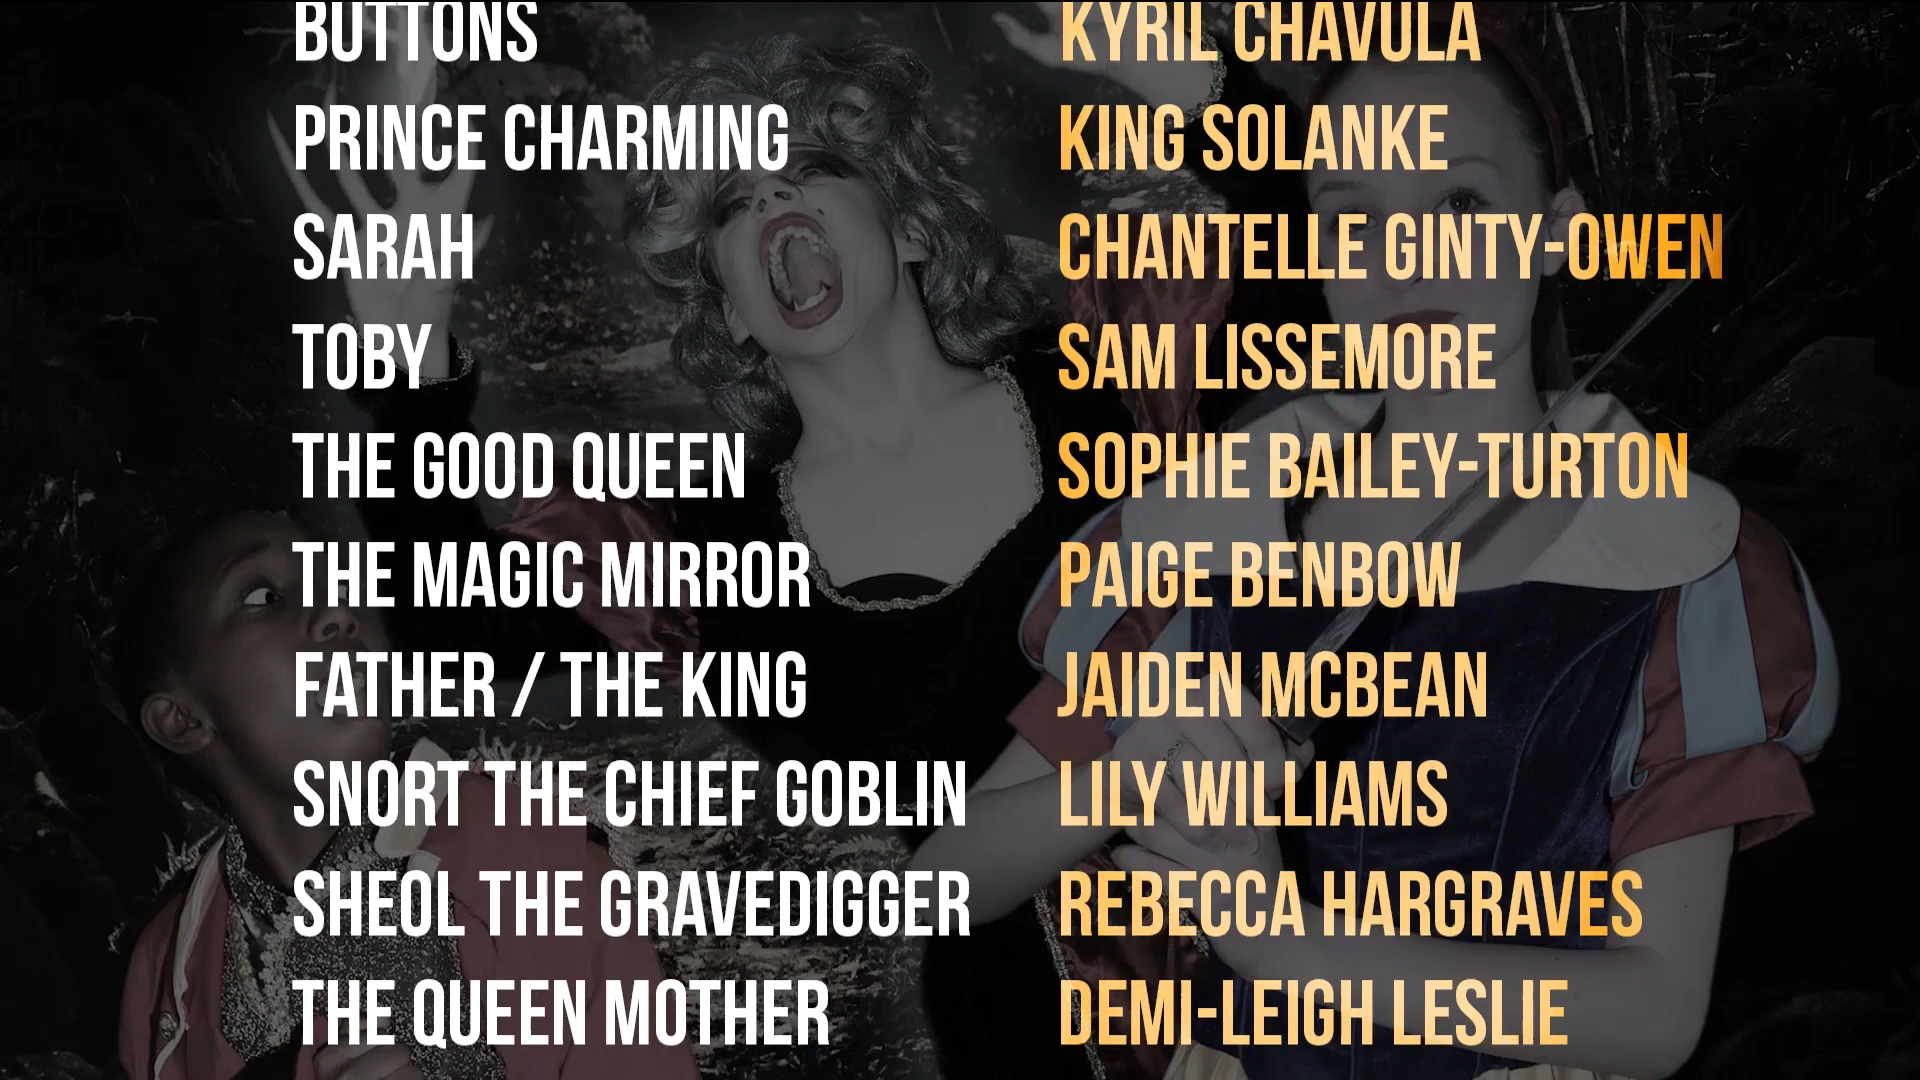 BUTTONS KYRIL CHAVULA
PRINCE CHARMING KING SOLANKE
SARAH CHANTELLE GINTY-OWEN
TOBY SAM LISSEMORE
THE GOOD QUEEN SOPHIE BAILEY-TURTON
THE MAGIC MIRROR PAIGE BENBOW
FATHER / THE KING JAIDEN MCBEAN
SNORT THE CHIEF GOBLIN LILY WILLIAMS
SHEOL THE GRAVEDIGGER REBECCA HARGRAVES
THE QUEEN MOTHER DEMI-LEIGH LESLIE